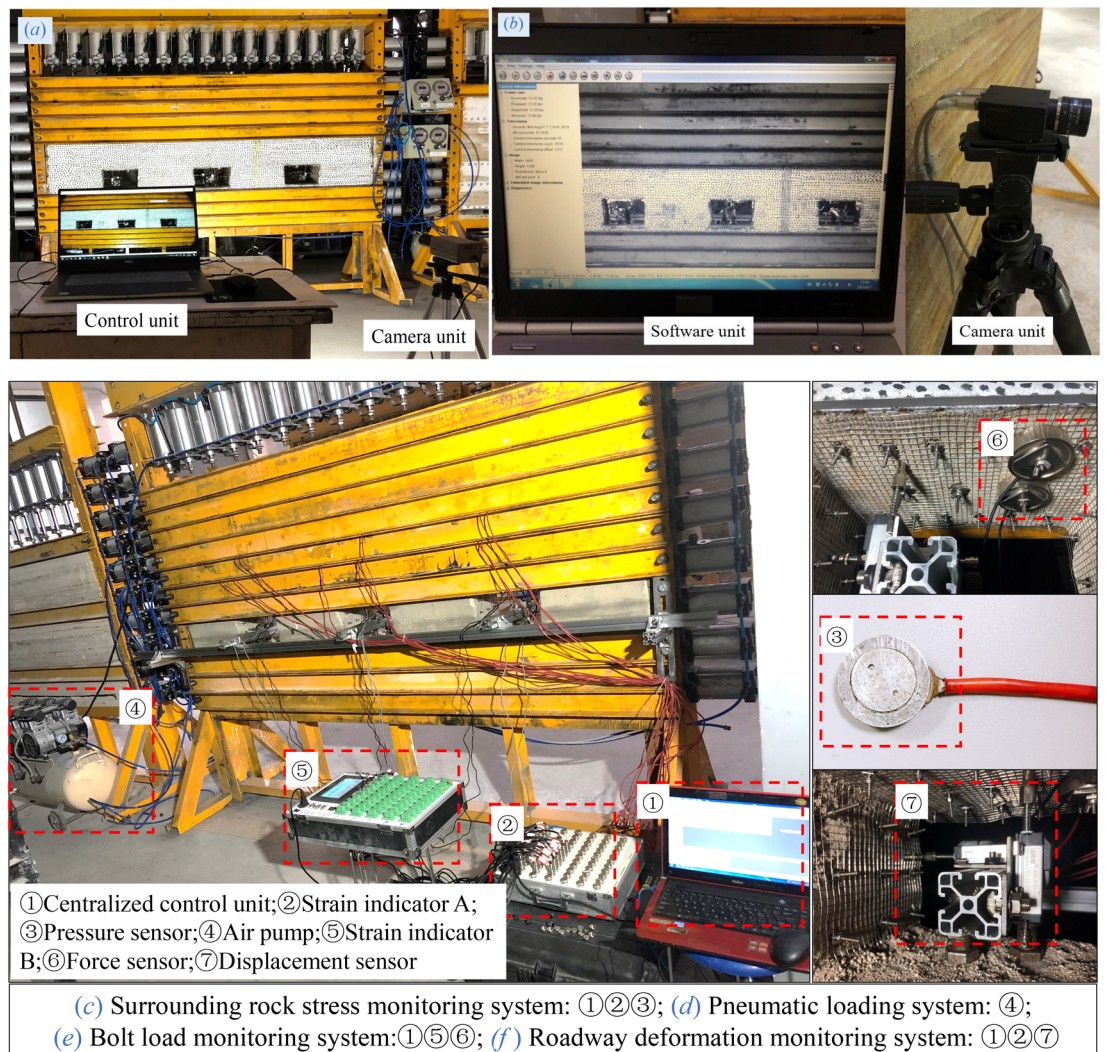 (a)
Control unit
Camera unit
(b)
Software unit
Camera unit
④
⑤
②
①
⑥
③
⑦
①Centralized control unit;②Strain indicator A;
③Pressure sensor;④Air pump;⑤Strain indicator
B;⑥Force sensor;⑦Displacement sensor
(c) Surrounding rock stress monitoring system: ①②③; (d) Pneumatic loading system: ④;
(e) Bolt load monitoring system:①⑤⑥; (f) Roadway deformation monitoring system: ①②⑦